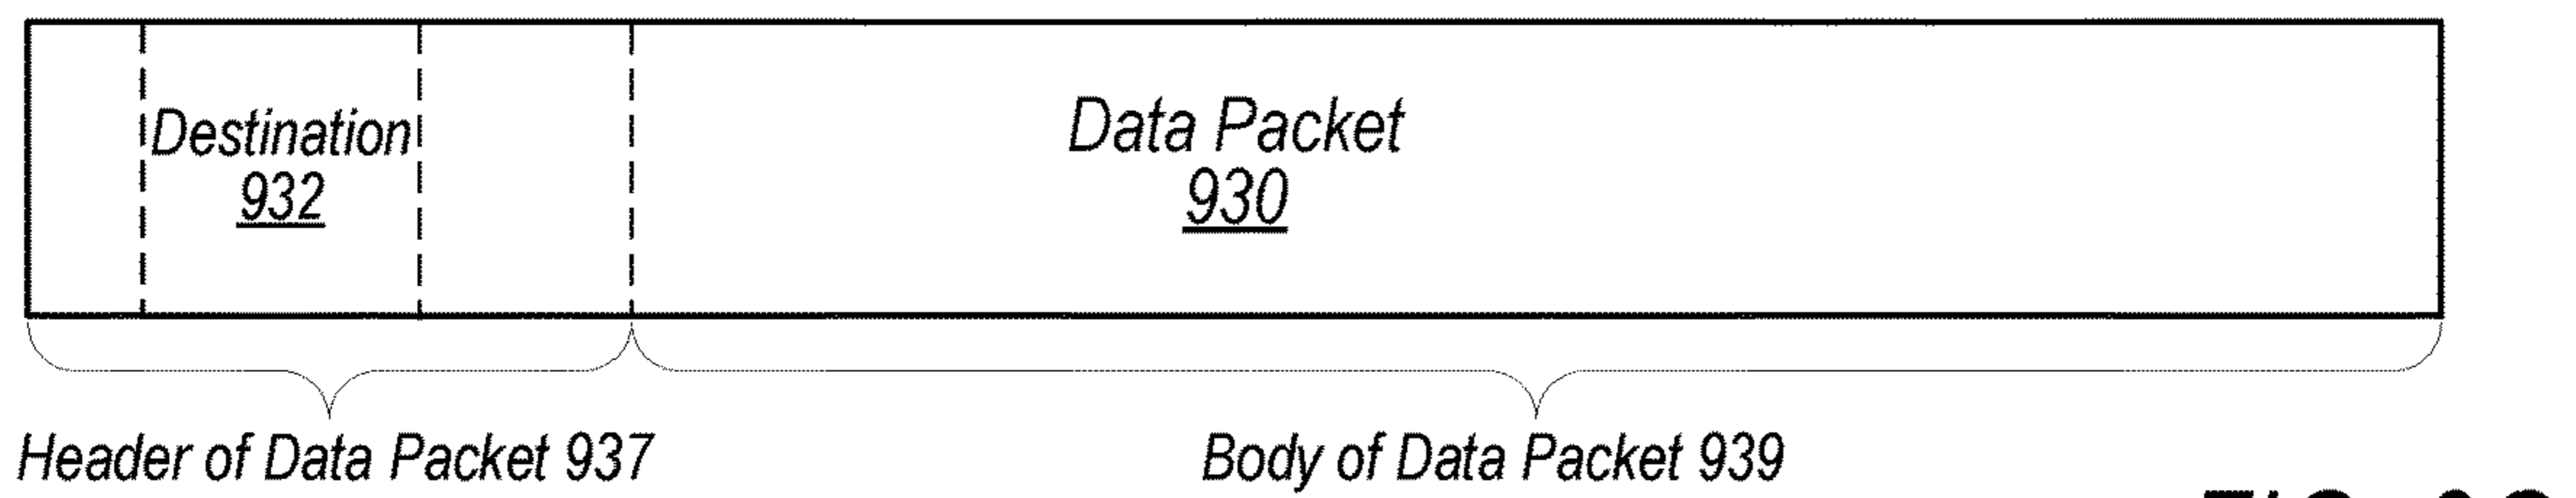 Destination
932
Data Packet
930
Header of Data Packet 937
Body of Data Packet 939